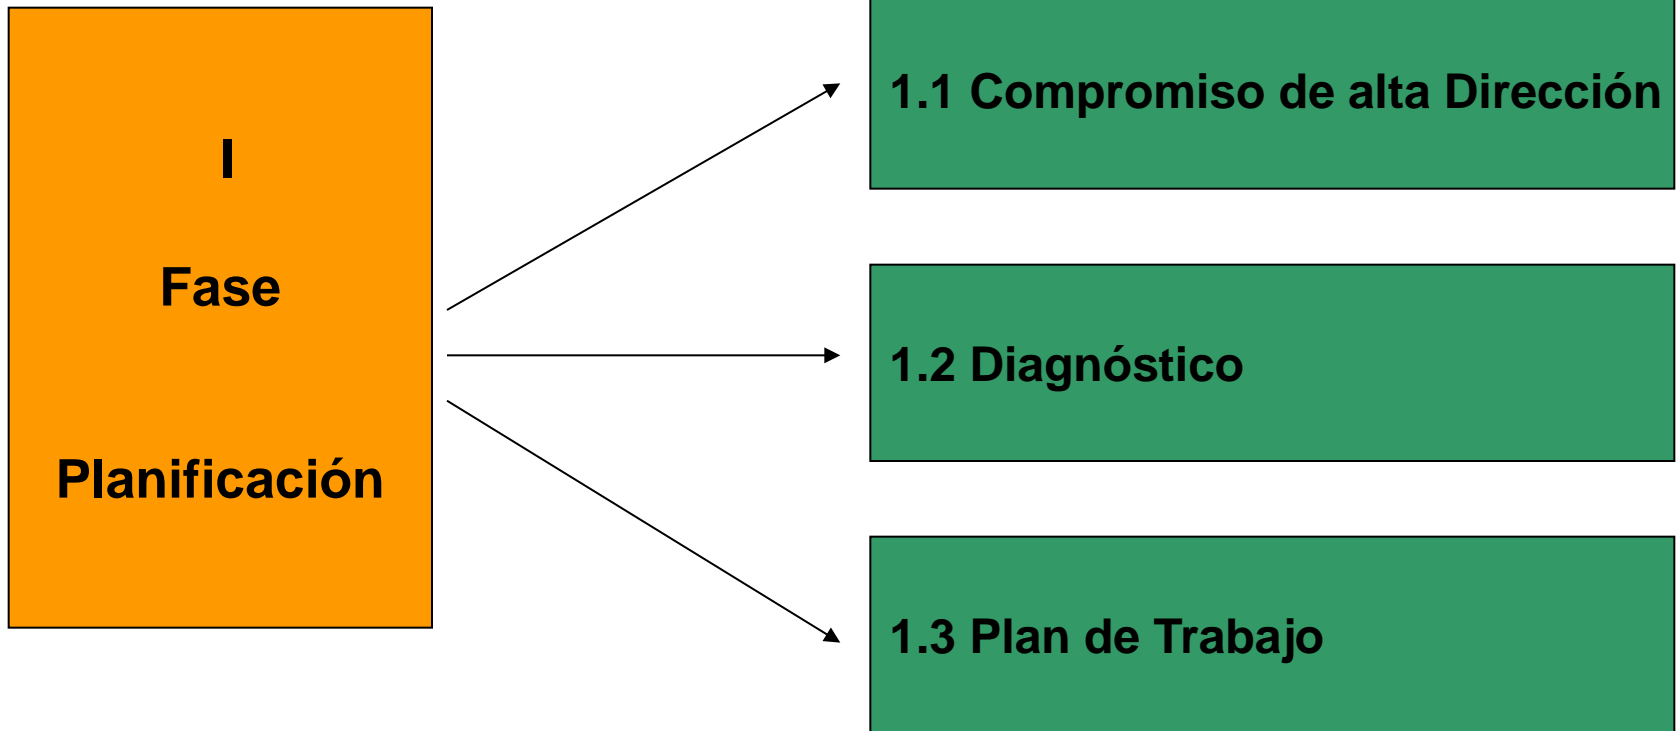 I
Fase
Planificación
1.1 Compromiso de alta Dirección
1.2 Diagnóstico
1.3 Plan de Trabajo